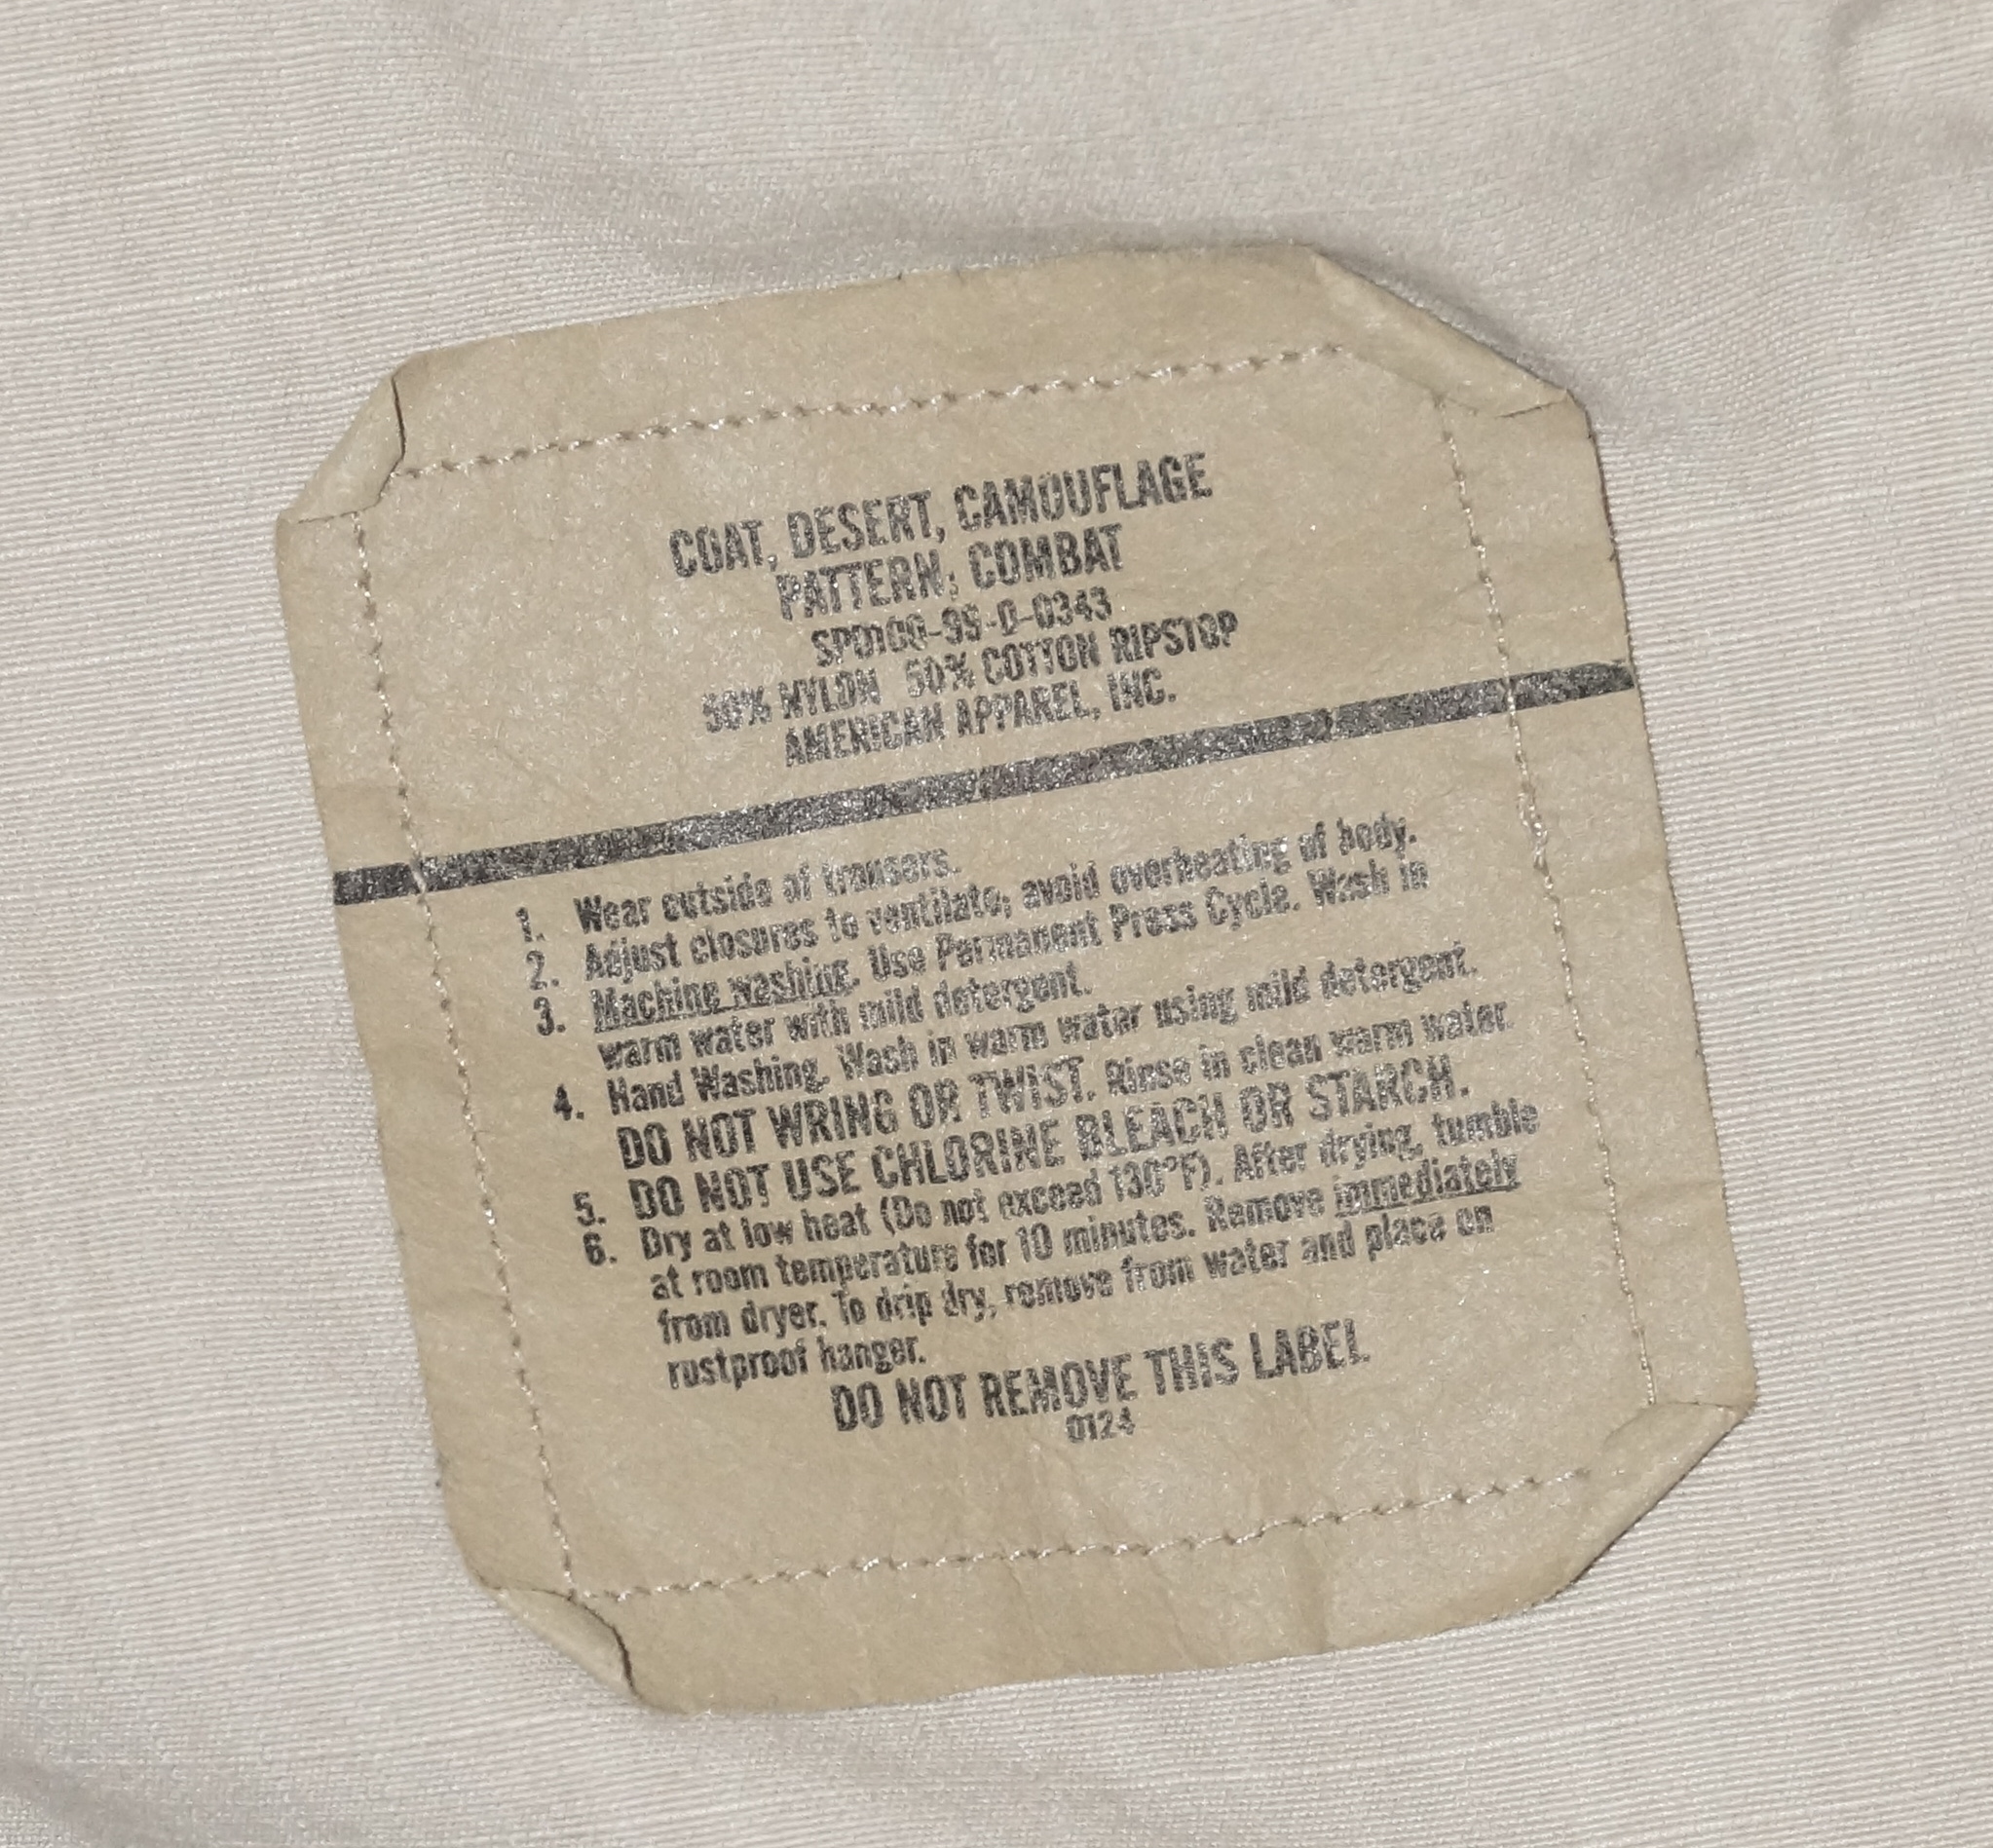 COAT, DESERT, CAMOUFLAGE
PATTERN; COMBAT
SPO100-99-D-0343
50% NYLON 50% COTTON RIPSTOP
AMERICAN APPAREL, INC.
1. Wear outside of trousers.
2. Adjust closures to ventilate; avoid overheating of body.
3. Machine washing. Use Permanent Press Cycle. Wash in
warm water with mild detergent.
4. Hand Washing. Wash in warm water using mild detergent.
DO NOT WRING OR TWIST. Rinse in clean warm water.
5. DO NOT USE CHLORINE BLEACH OR STARCH.
6. Dry at low heat (Do not exceed 130°F). After drying, tumble
at room temperature for 10 minutes. Remove immediately
from dryer. To drip dry, remove from water and place on
rustproof hanger.
DO NOT REMOVE THIS LABEL
0124